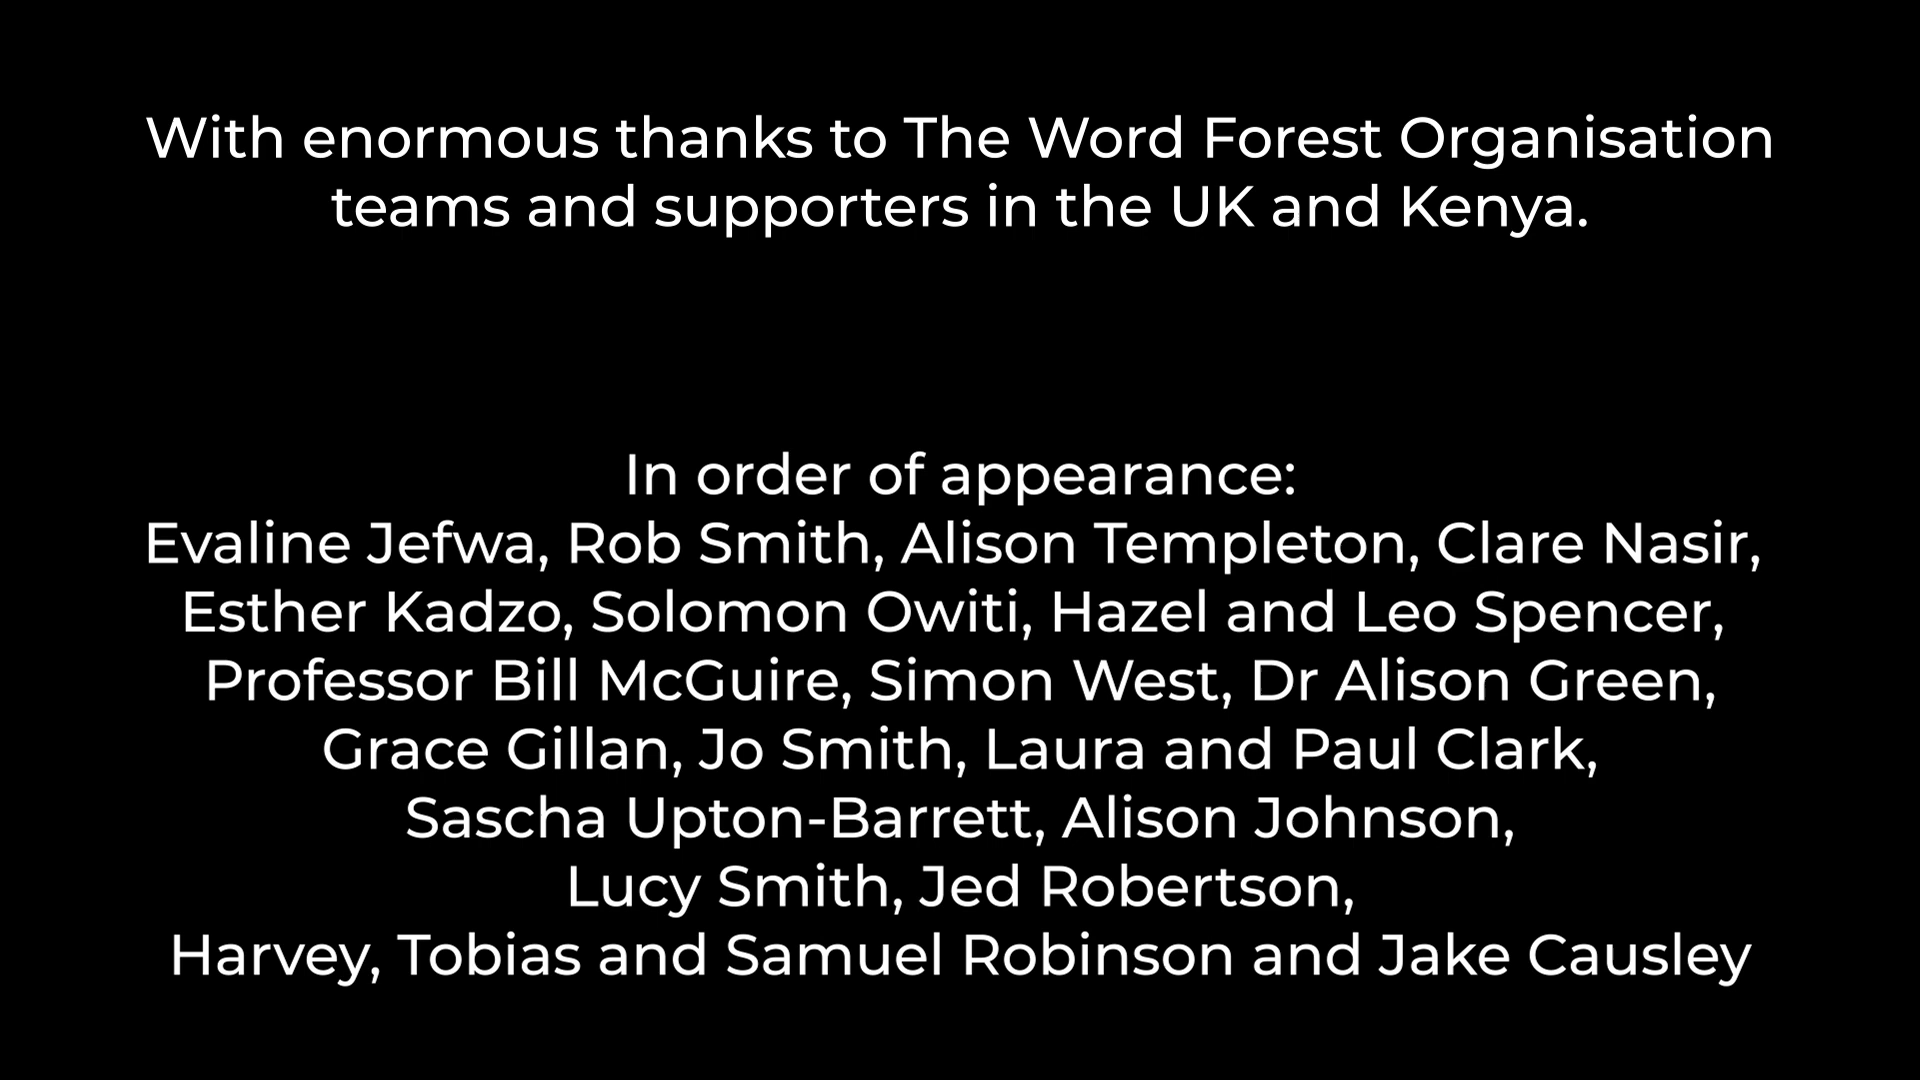 With enormous thanks to The Word Forest Organisation
teams and supporters in the UK and Kenya.
In order of appearance:
Evaline Jefwa, Rob Smith, Alison Templeton, Clare Nasir,
Esther Kadzo, Solomon Owiti, Hazel and Leo Spencer,
Professor Bill McGuire, Simon West, Dr Alison Green,
Grace Gillan, Jo Smith, Laura and Paul Clark,
Sascha Upton-Barrett, Alison Johnson,
Lucy Smith, Jed Robertson,
Harvey, Tobias and Samuel Robinson and Jake Causley